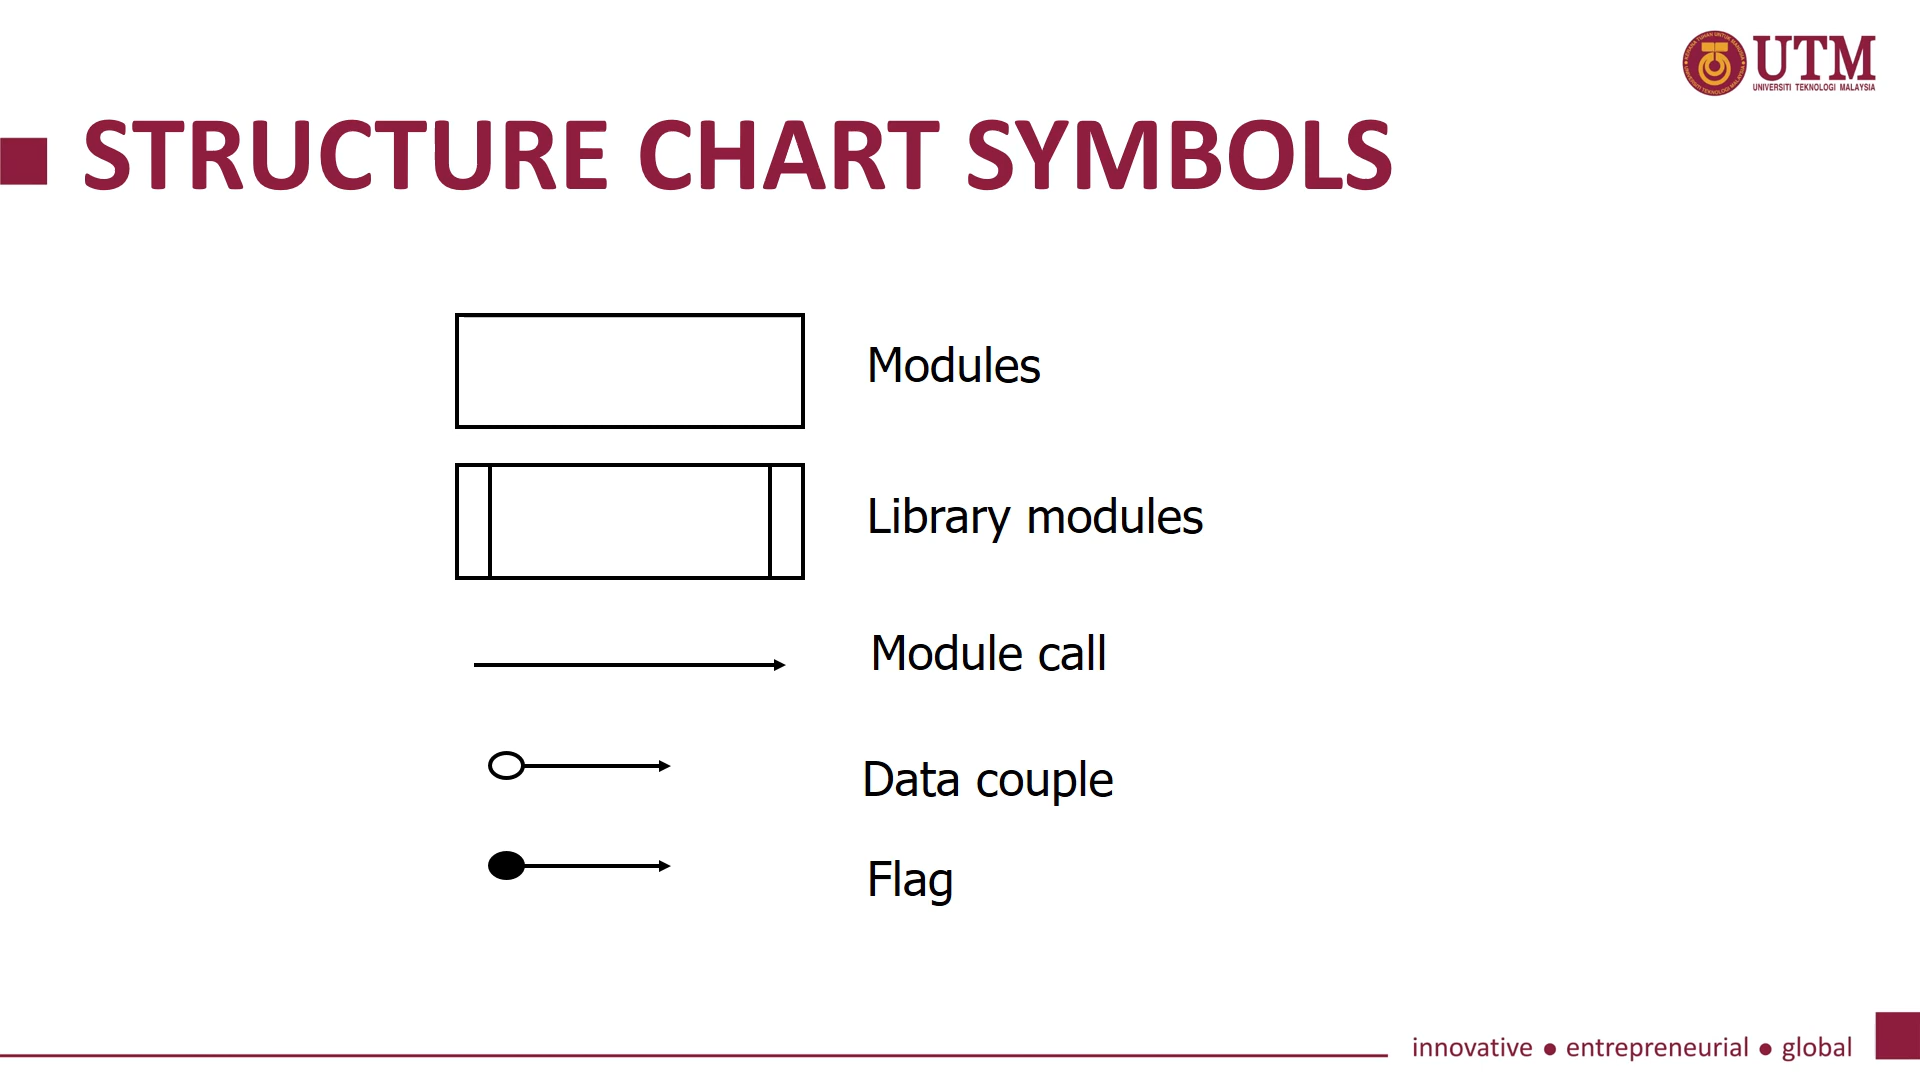 UTM
UNIVERSITI TEKNOLOGI MALAYSIA
STRUCTURE CHART SYMBOLS
Modules
Library modules
Module call
Data couple
Flag
innovative ● entrepreneurial ● global